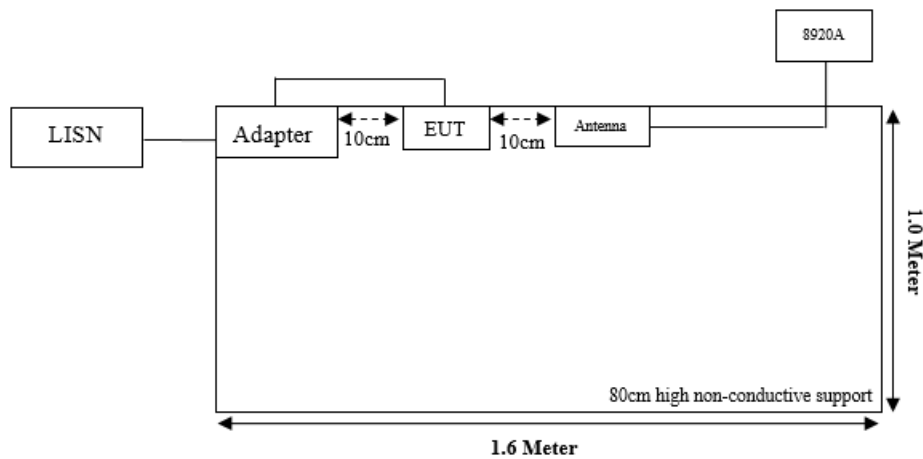 8920A
LISN
Adapter
10cm
EUT
10cm
Antenna
1.0 Meter
80cm high non-conductive support
1.6 Meter